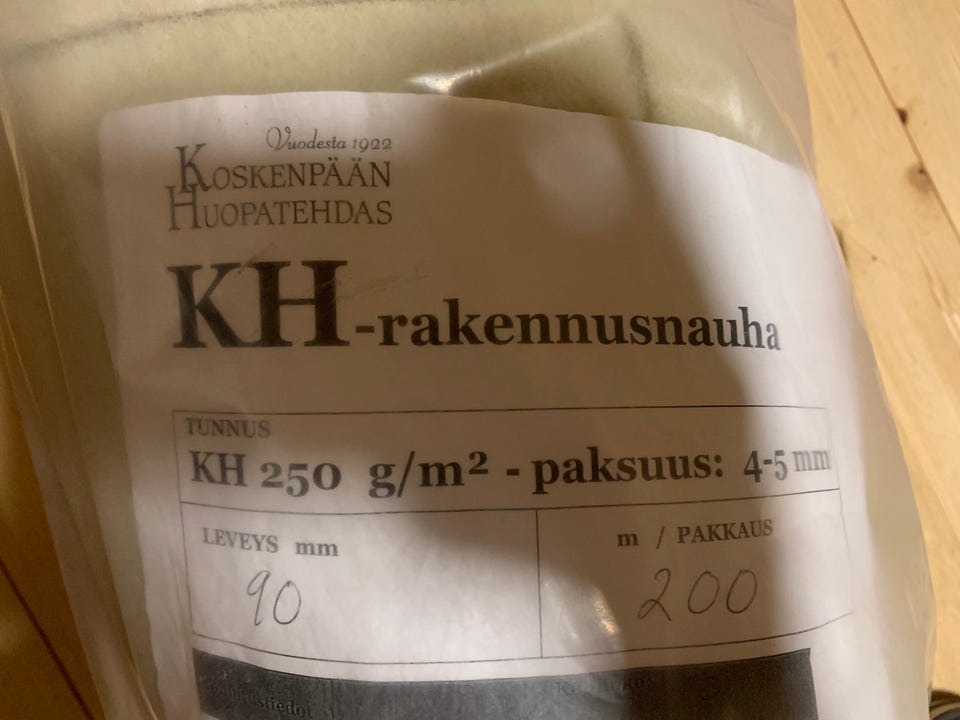 Vuodesta 1922
KOSKENPÄÄN
HUOPATEHDAS
KH-rakennusnauha
TUNNUS
KH 250 g/m² - paksuus: 4-5 mm
LEVEYS mm
m / PAKKAUS
90
200